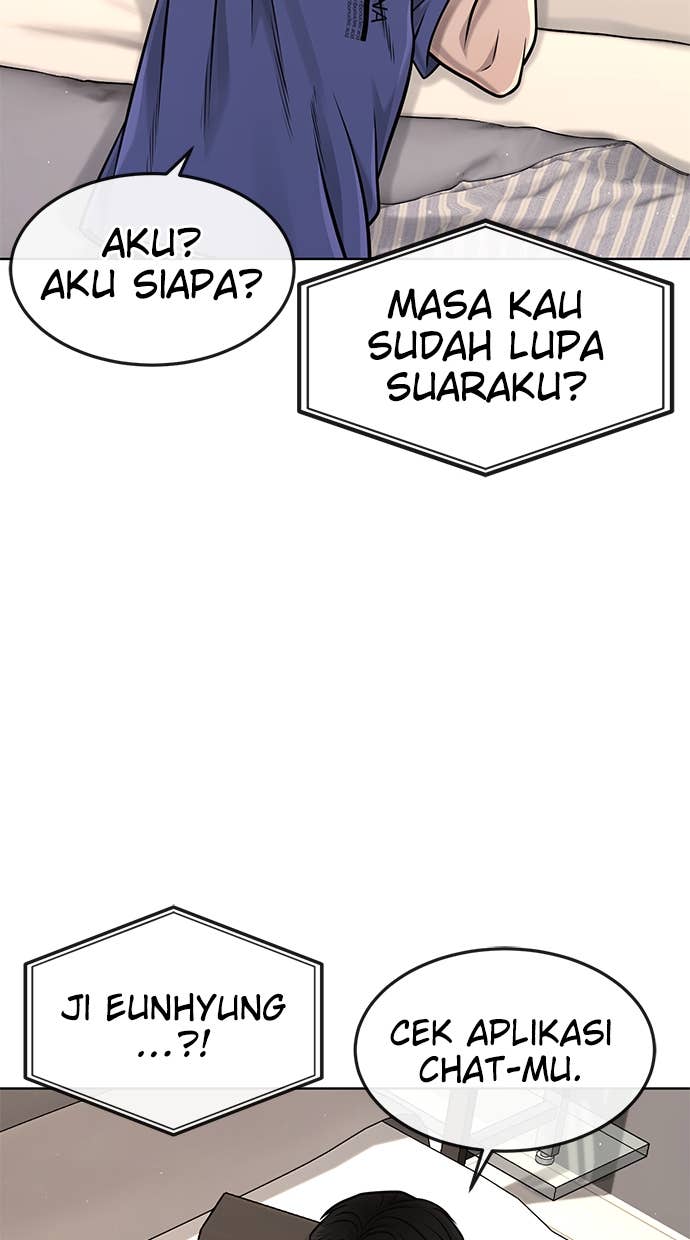 AKU?
AKU SIAPA?
MASA KAU
SUDAH LUPA
SUARAKU?
JI EUNHYUNG
...?!
CEK APLIKASI
CHAT-MU.